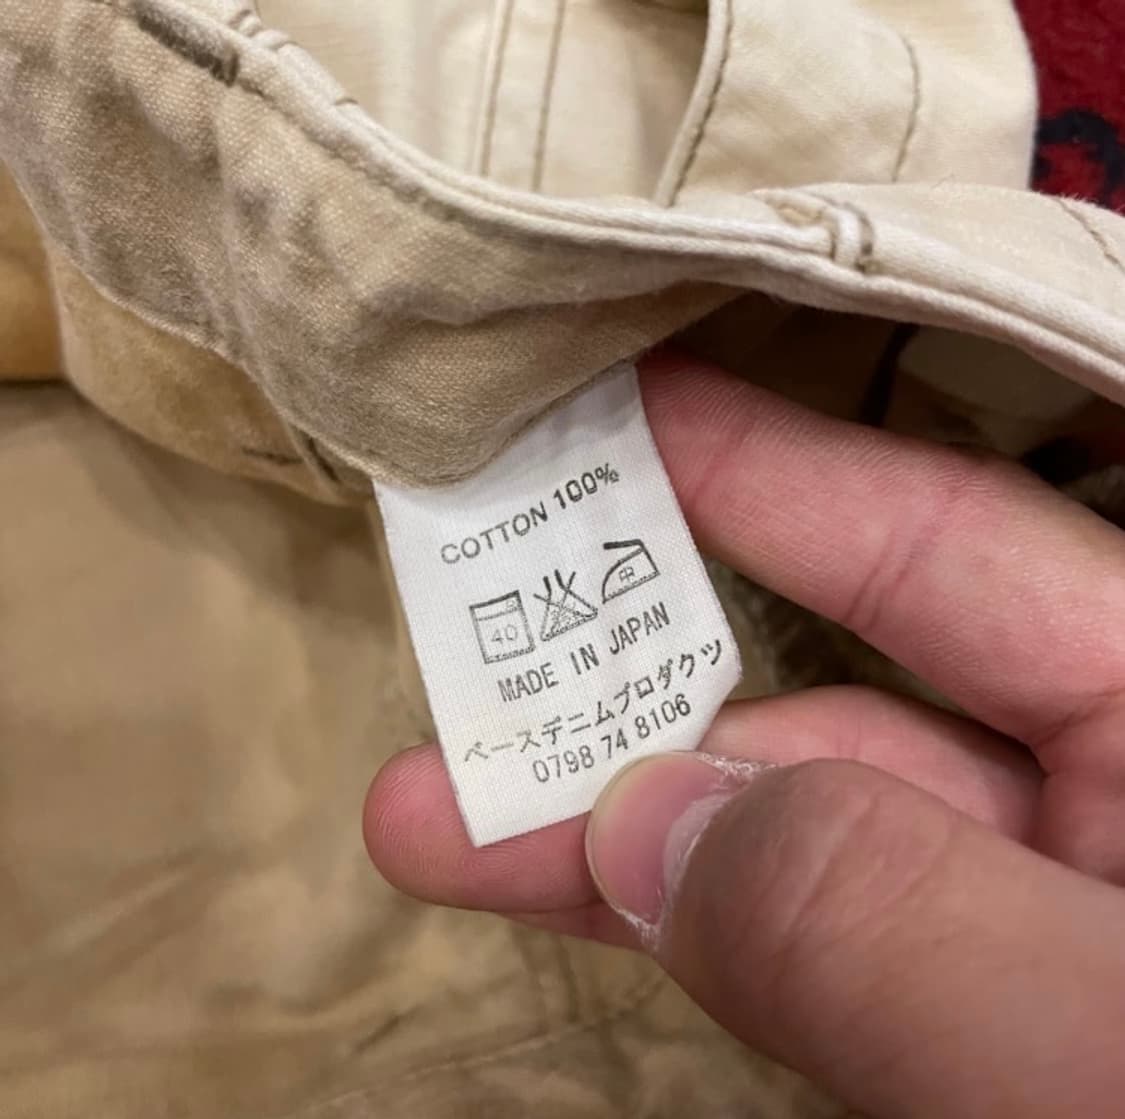 COTTON 100%
40 中
MADE IN JAPAN
ベースデニムプロダクツ
0798 74 8106